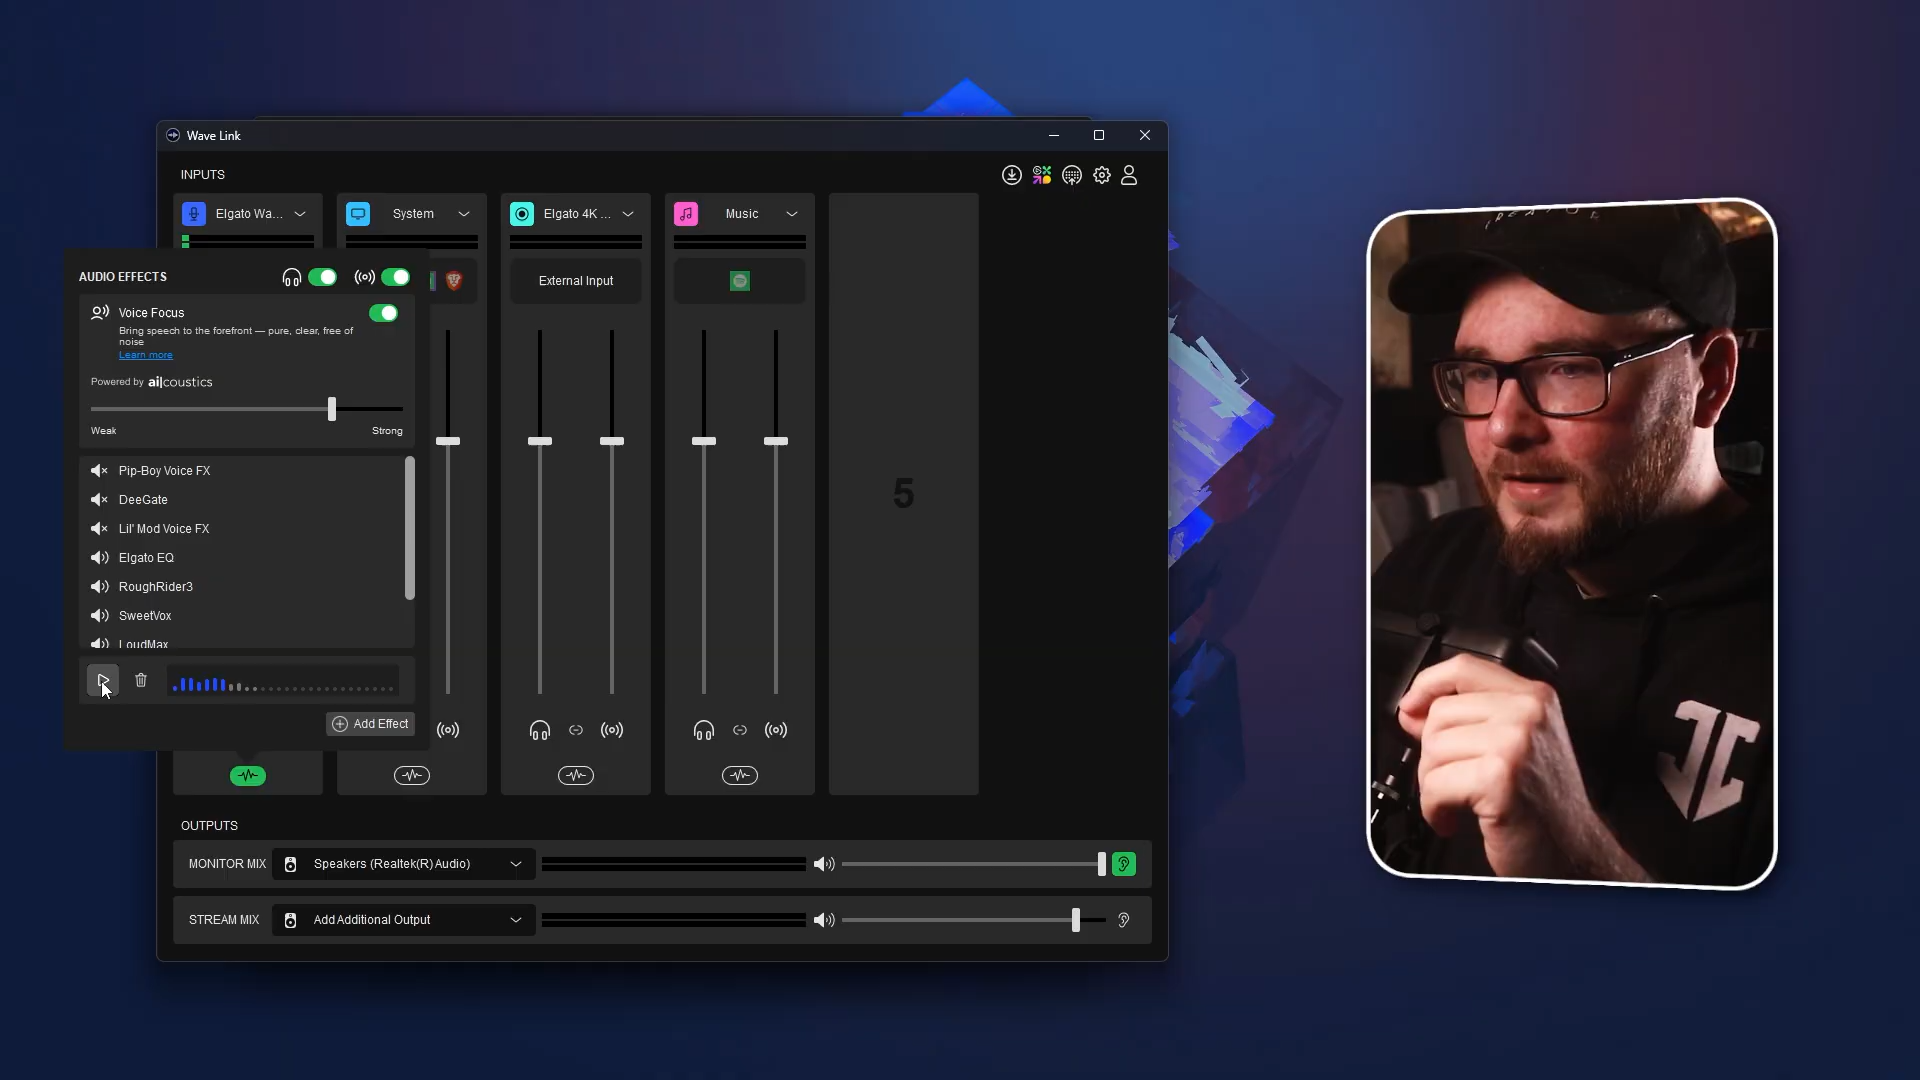 Wave Link
INPUTS
Elgato Wa...
System
Elgato 4K ...
Music
AUDIO EFFECTS
External Input
Voice Focus
Bring speech to the forefront — pure, clear, free of
noise
Learn more
Powered by ai|coustics
Weak
Strong
Pip-Boy Voice FX
DeeGate
Lil' Mod Voice FX
Elgato EQ
RoughRider3
SweetVox
LoudMax
Add Effect
5
OUTPUTS
MONITOR MIX
Speakers (Realtek(R) Audio)
STREAM MIX
Add Additional Output
JC